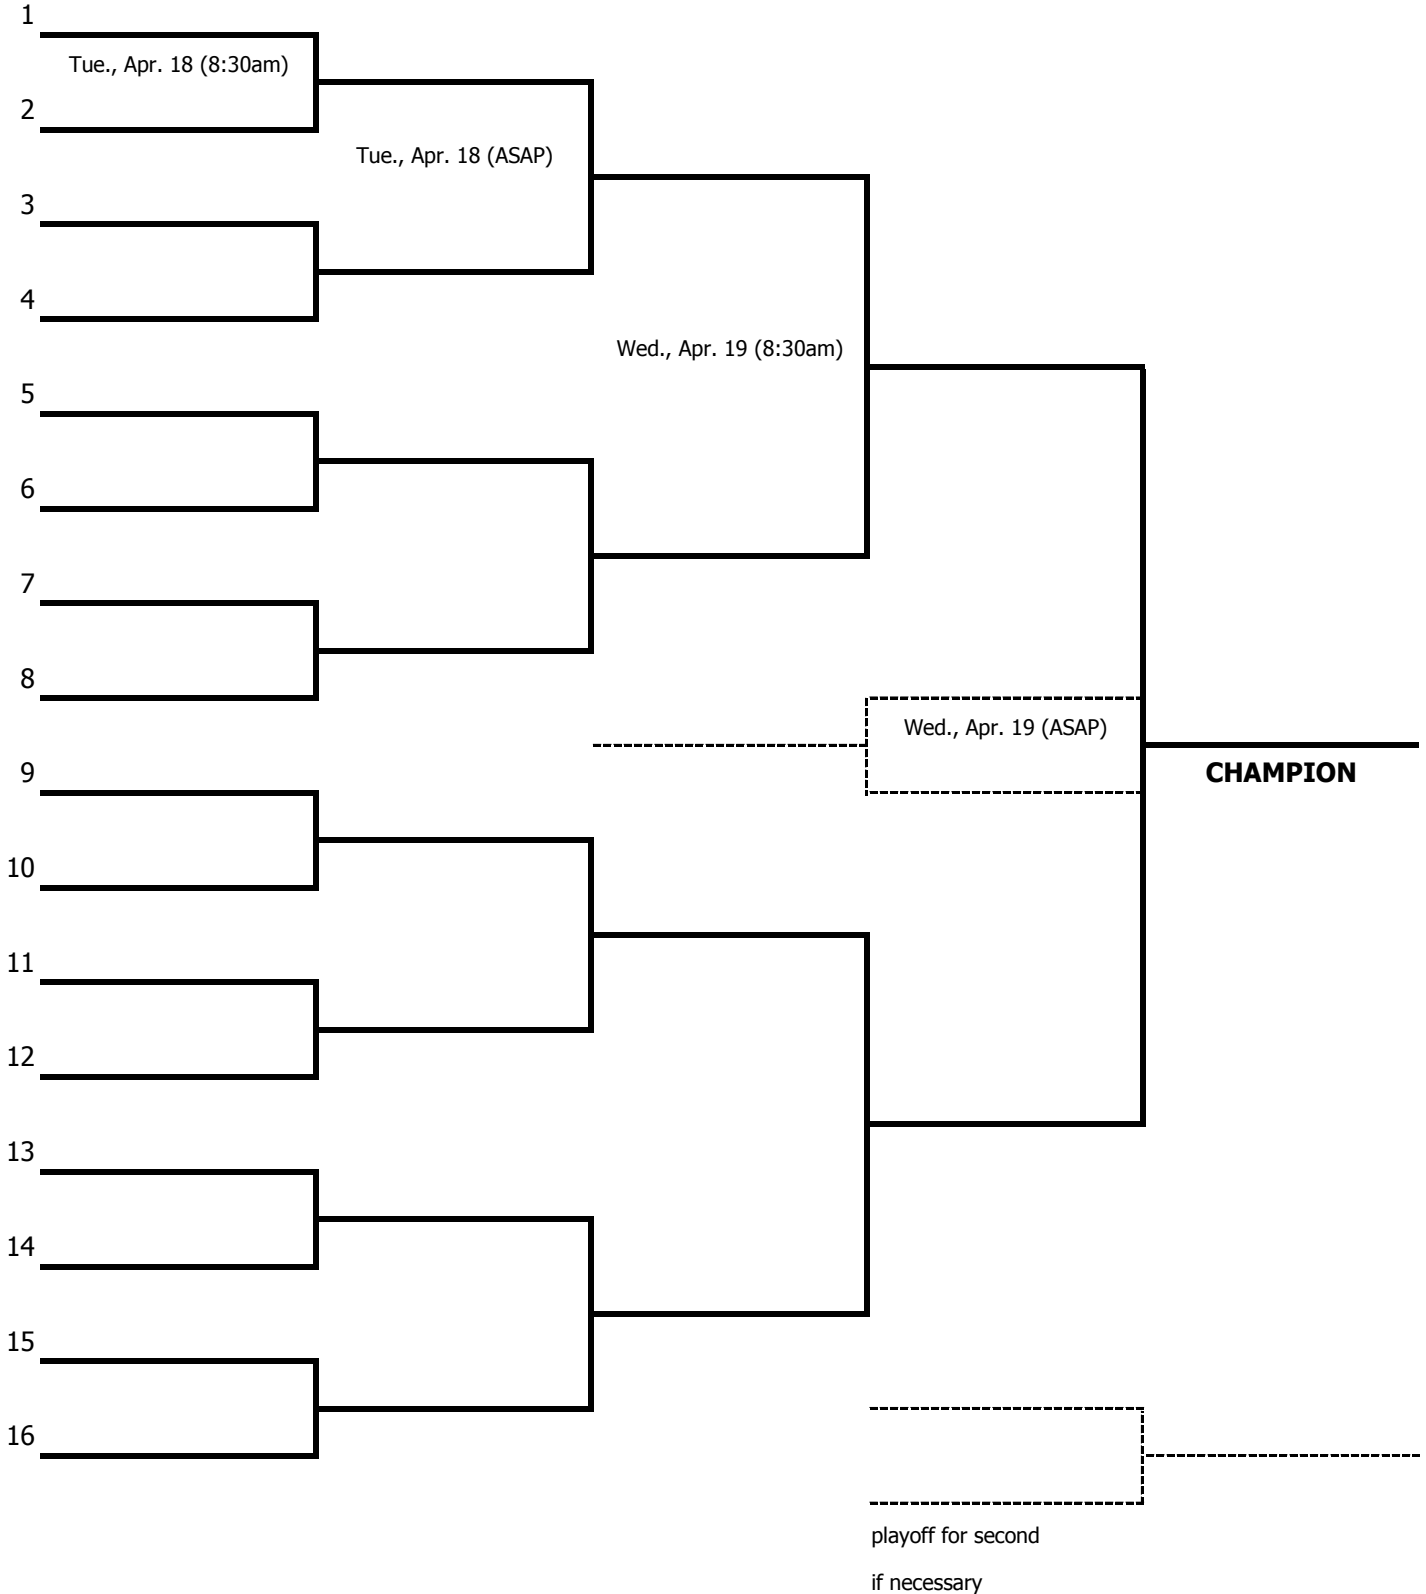 1
Tue., Apr. 18 (8:30am)
2
Tue., Apr. 18 (ASAP)
3
4
Wed., Apr. 19 (8:30am)
5
6
7
8
Wed., Apr. 19 (ASAP)
9
CHAMPION
10
11
12
13
14
15
16
playoff for second
if necessary